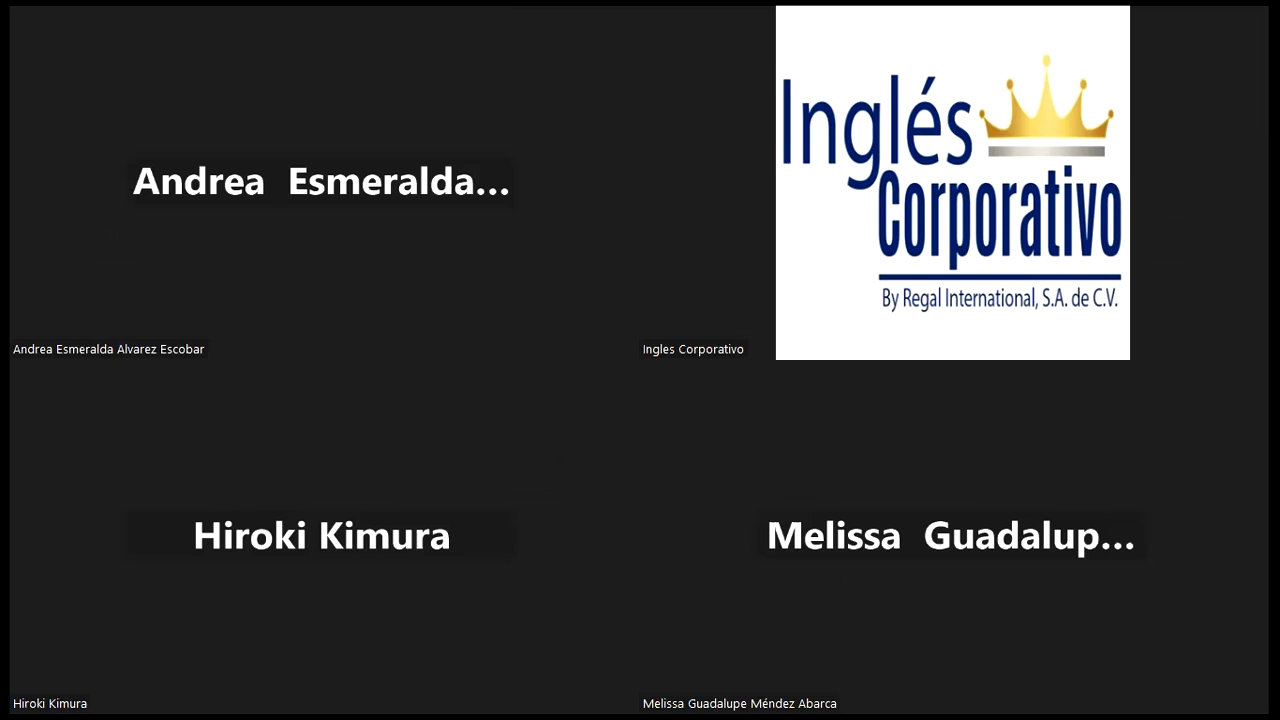 Andrea  Esmeralda...
Andrea Esmeralda Alvarez Escobar
Inglés
Corporativo
By Regal International, S.A. de C.V.
Ingles Corporativo
Hiroki Kimura
Hiroki Kimura
Melissa  Guadalup...
Melissa Guadalupe Méndez Abarca